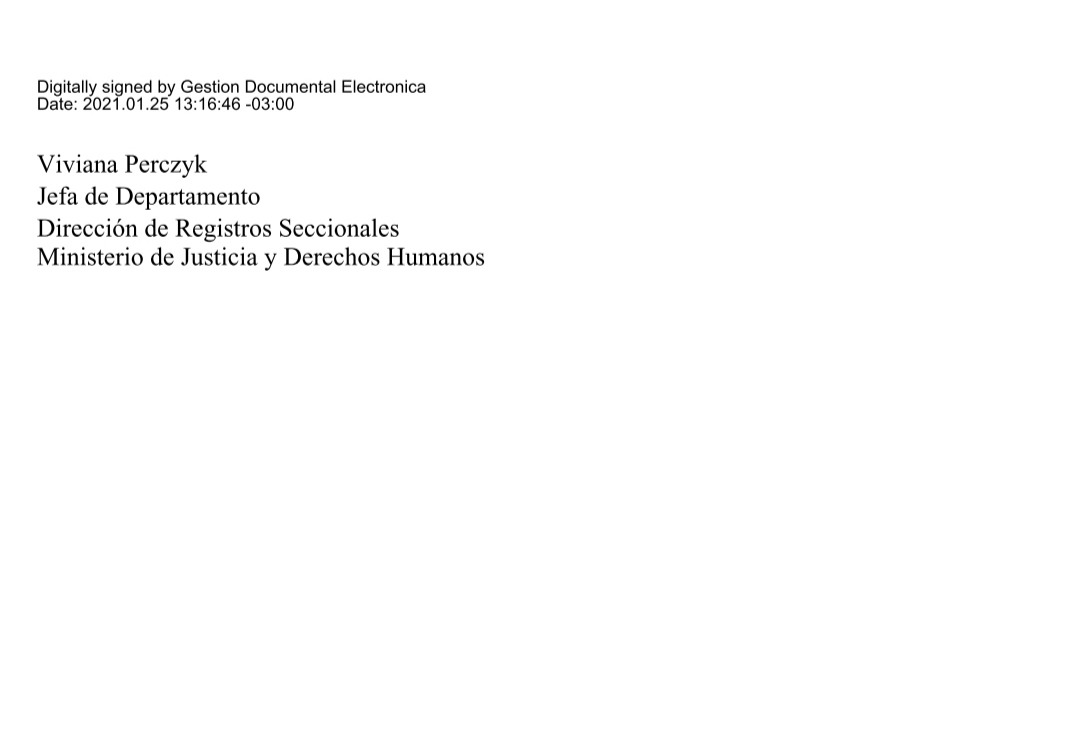 Digitally signed by Gestion Documental Electronica
Date: 2021.01.25 13:16:46 -03:00
Viviana Perczyk
Jefa de Departamento
Dirección de Registros Seccionales
Ministerio de Justicia y Derechos Humanos